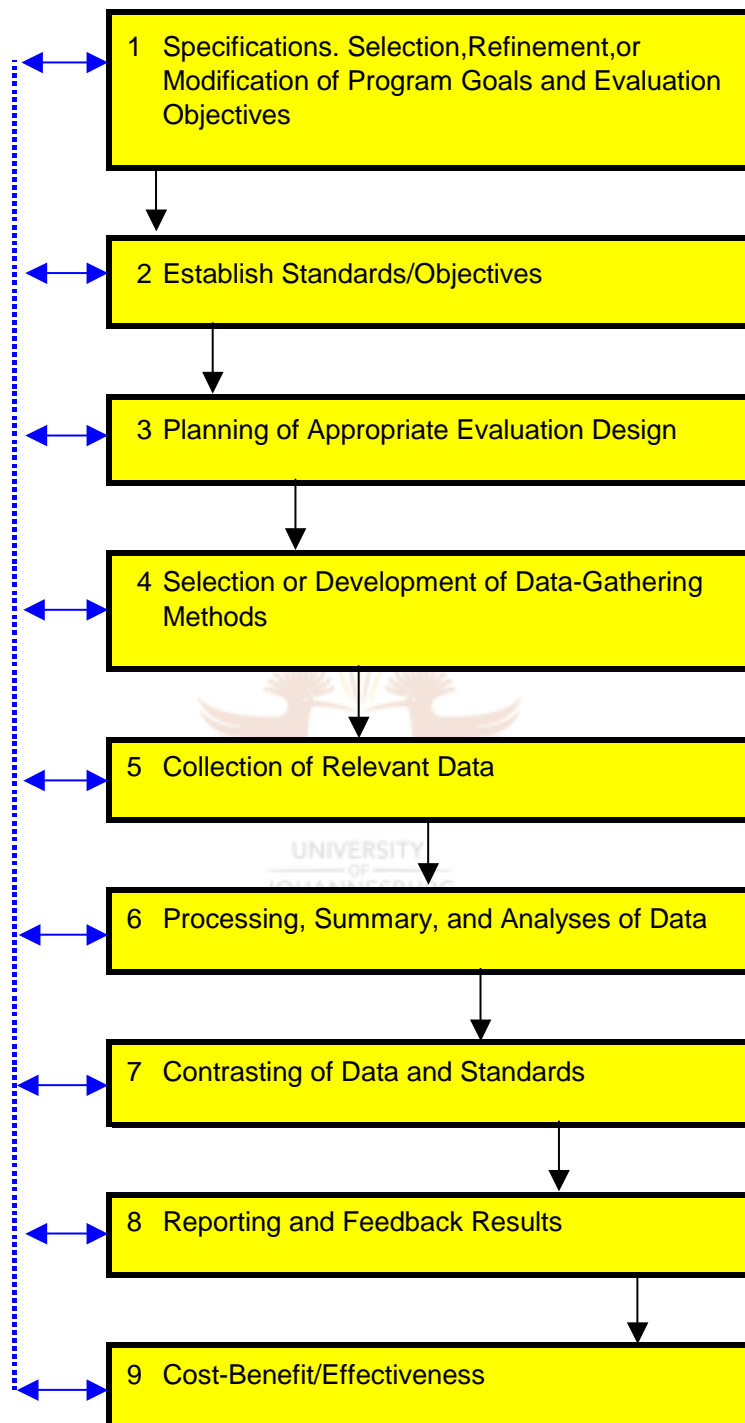 1 Specifications. Selection,Refinement,or
Modification of Program Goals and Evaluation
Objectives
2 Establish Standards/Objectives
3 Planning of Appropriate Evaluation Design
4 Selection or Development of Data-Gathering
Methods
5 Collection of Relevant Data
UNIVERSITY
OF
6 Processing, Summary, and Analyses of Data
7 Contrasting of Data and Standards
8 Reporting and Feedback Results
9 Cost-Benefit/Effectiveness